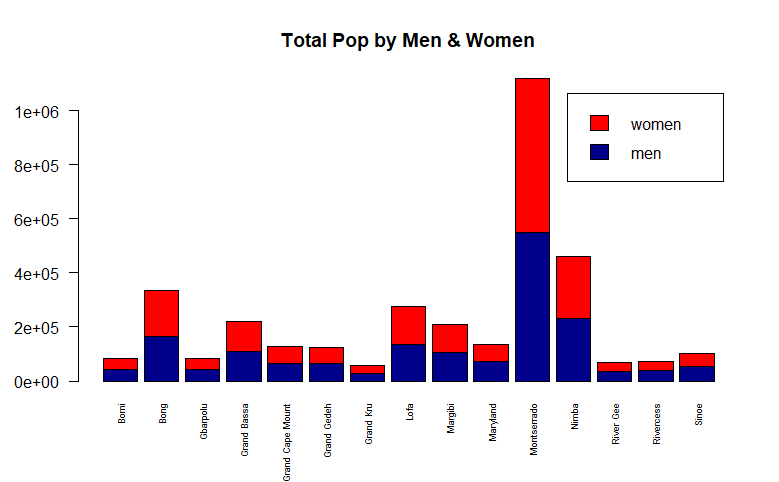 Total Pop by Men & Women
1e+06
8e+05
6e+05
4e+05
2e+05
0e+00
women
men
Bomi
Bong
Gbarpolu
Grand Bassa
Grand Cape Mount
Grand Gedeh
Grand Kru
Lofa
Margibi
Maryland
Montserrado
Nimba
River Gee
Rivercess
Sinoe